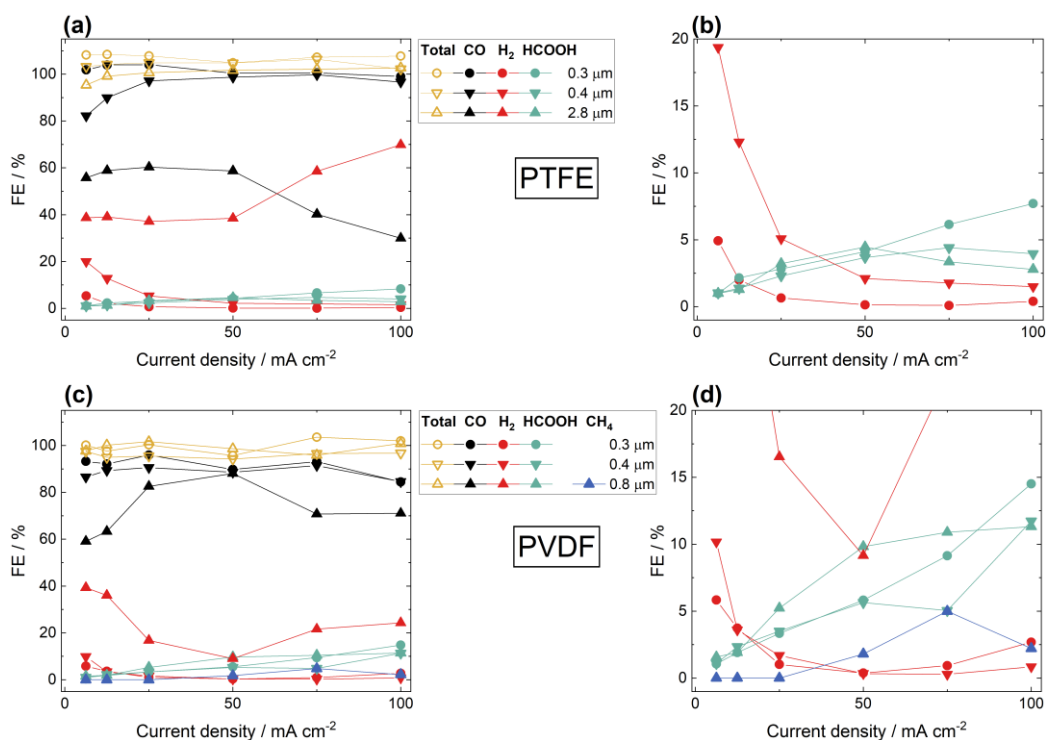 (a)
(b)
FE / %
100
80
60
40
20
0
0
50
100
Current density / mA cm⁻²
Total CO H₂ HCOOH
0.3 μm
0.4 μm
2.8 μm
PTFE
FE / %
20
15
10
5
0
0
50
100
Current density / mA cm⁻²
(c)
(d)
FE / %
100
80
60
40
20
0
0
50
100
Current density / mA cm⁻²
Total CO H₂ HCOOH CH₄
0.3 μm
0.4 μm
0.8 μm
PVDF
FE / %
20
15
10
5
0
0
50
100
Current density / mA cm⁻²